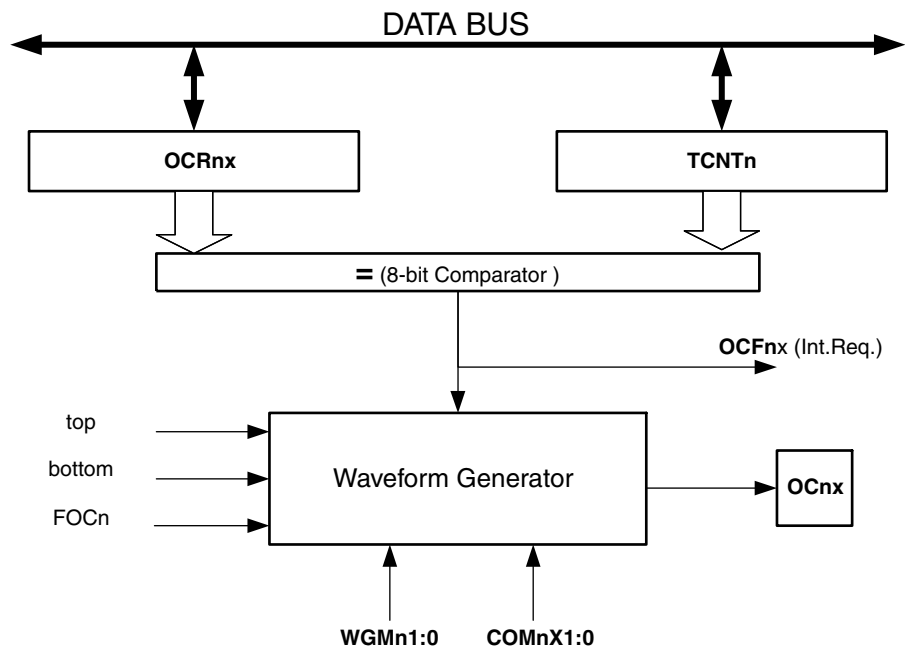 DATA BUS
OCRnx
TCNTn
= (8-bit Comparator )
OCFnx (Int.Req.)
top
bottom
FOCn
Waveform Generator
OCnx
WGMn1:0
COMnX1:0